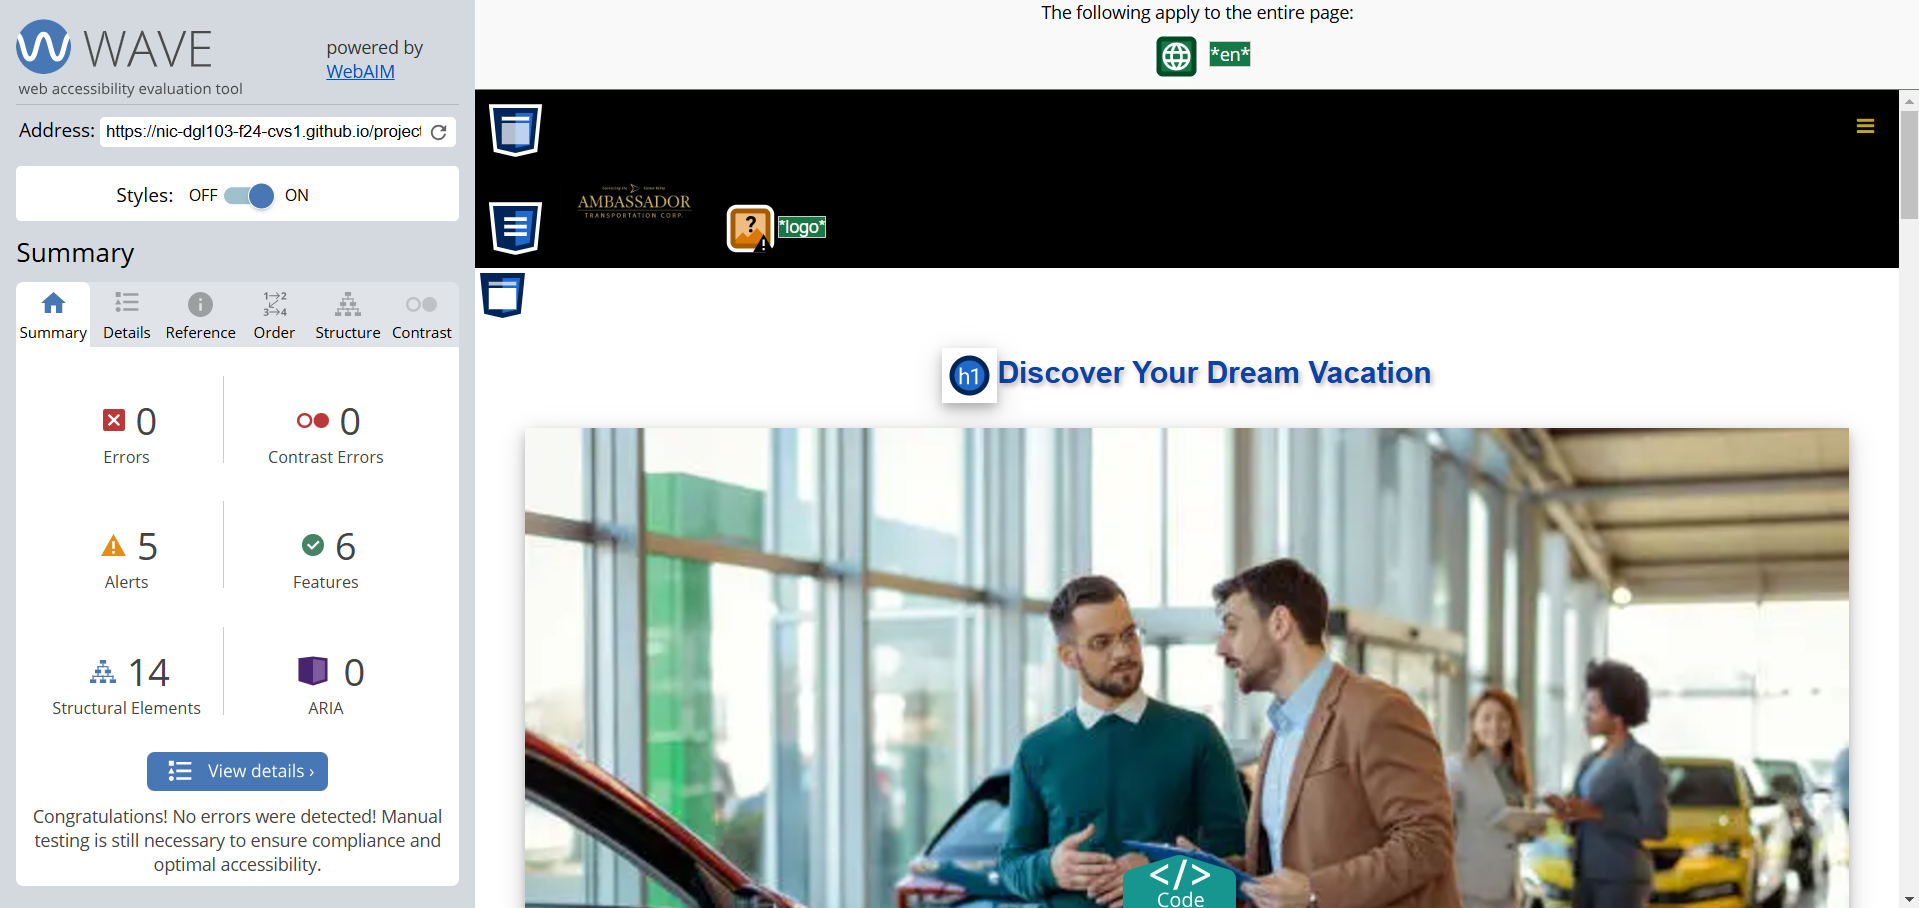 WAVE
powered by
WebAIM
web accessibility evaluation tool
Address: https://nic-dgl103-f24-cvs1.github.io/project
Styles: OFF ON
Summary
Summary Details Reference Order Structure Contrast
0
Errors
0
Contrast Errors
5
Alerts
6
Features
14
Structural Elements
0
ARIA
View details ›
Congratulations! No errors were detected! Manual
testing is still necessary to ensure compliance and
optimal accessibility.
The following apply to the entire page:
*en*
AMBASSADOR
TRANSPORTATION CORP.
*logo*
h1 Discover Your Dream Vacation
</>
Code